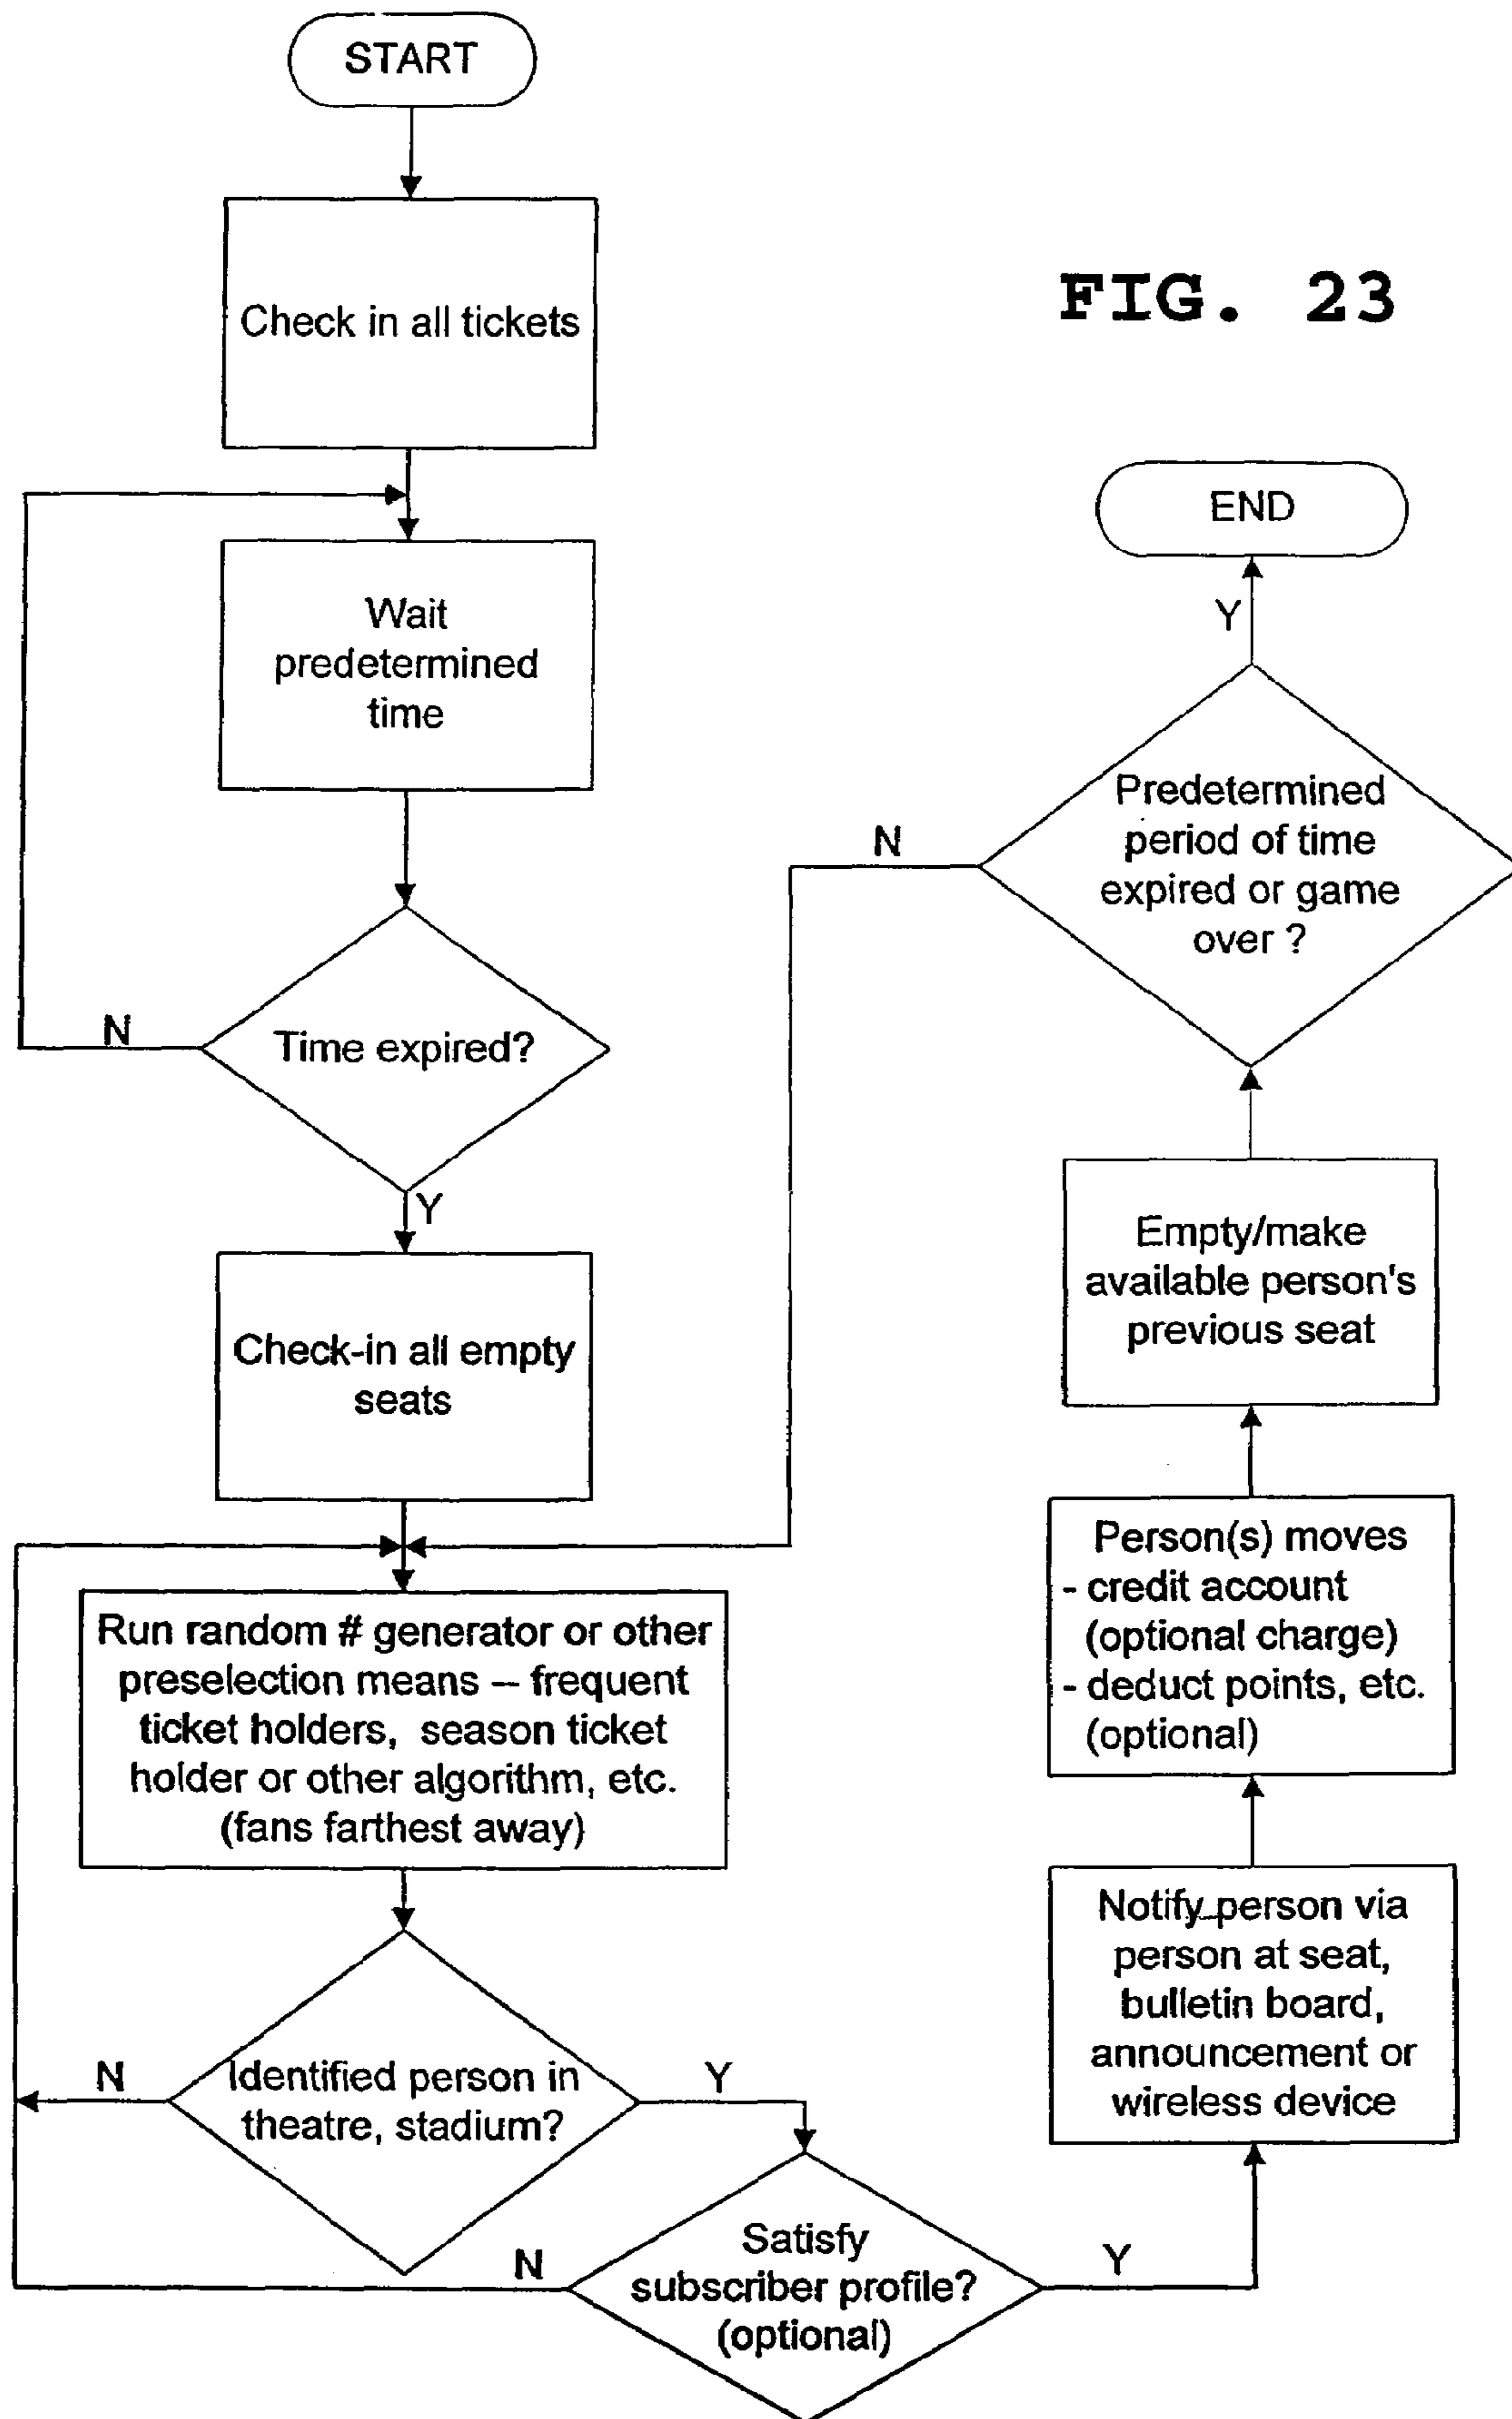 START
Check in all tickets
FIG. 23
Wait
predetermined
time
N
Time expired?
Y
Check-in all empty
seats
Run random # generator or other
preselection means – frequent
ticket holders, season ticket
holder or other algorithm, etc.
(fans farthest away)
N
Identified person in
theatre, stadium?
Y
N
Satisfy
subscriber profile?
(optional)
Y
Notify person via
person at seat,
bulletin board,
announcement or
wireless device
Person(s) moves
- credit account
(optional charge)
- deduct points, etc.
(optional)
Empty/make
available person's
previous seat
Predetermined
period of time
expired or game
over ?
N
Y
END